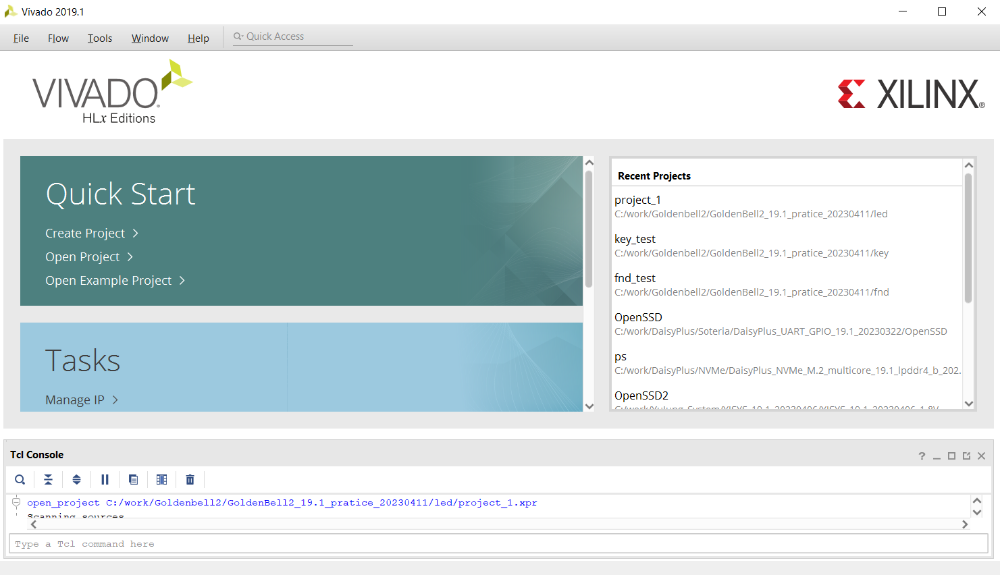 Vivado 2019.1
File Flow Tools Window Help Quick Access
VIVADO
HLx Editions
XILINX
Quick Start
Create Project
Open Project
Open Example Project
Tasks
Manage IP
Recent Projects
project_1
C:/work/Goldenbell2/GoldenBell2_19.1_pratice_20230411/led
key_test
C:/work/Goldenbell2/GoldenBell2_19.1_pratice_20230411/key
fnd_test
C:/work/Goldenbell2/GoldenBell2_19.1_pratice_20230411/fnd
OpenSSD
C:/work/DaisyPlus/Soteria/DaisyPlus_UART_GPIO_19.1_20230322/OpenSSD
ps
C:/work/DaisyPlus/NVMe/DaisyPlus_NVMe_M.2_multicore_19.1_lpddr4_b_202.
OpenSSD2
Tcl Console
open_project C:/work/Goldenbell2/GoldenBell2_19.1_pratice_20230411/led/project_1.xpr
Scanning sources
Type a Tcl command here